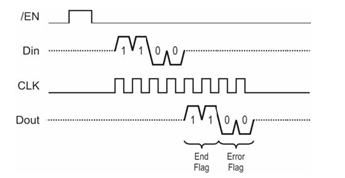 /EN
Din
1 1 0 0
CLK
Dout
1 1 0 0
End Error
Flag Flag